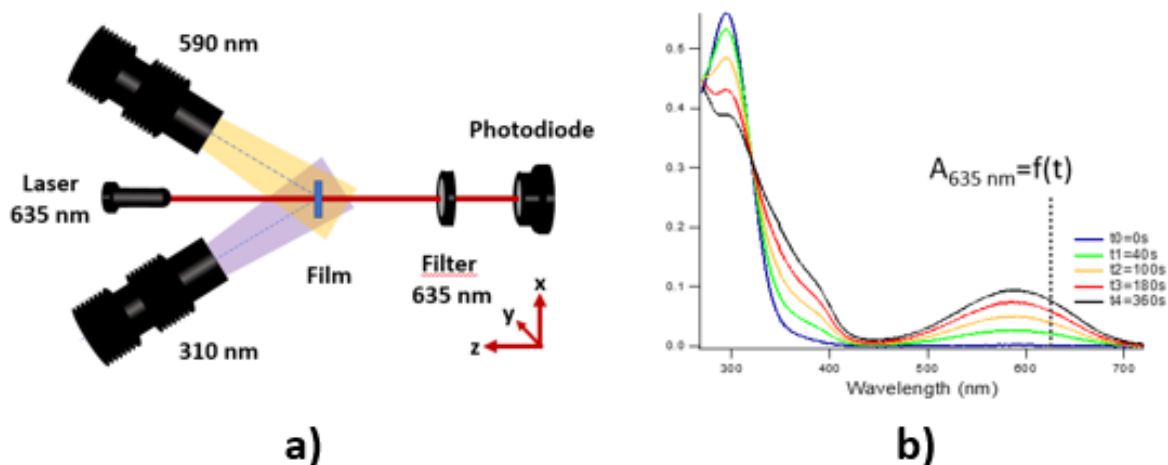 590 nm
Photodiode
Laser
635 nm
Film
Filter
635 nm
x
y
z
310 nm
a)
0.5
0.4
0.3
0.2
0.1
0.0
A635 nm=f(t)
t0=0s
t1=40s
t2=100s
t3=180s
t4=360s
300 400 500 600 700
Wavelength (nm)
b)